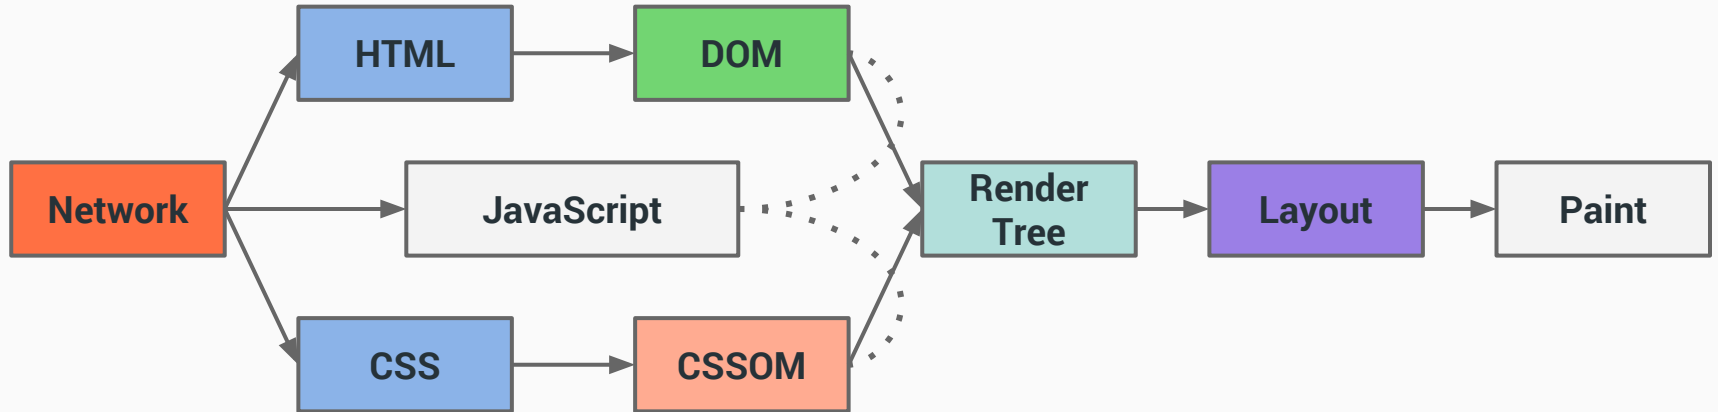 HTML
DOM
Network
JavaScript
Render
Tree
Layout
Paint
CSS
CSSOM